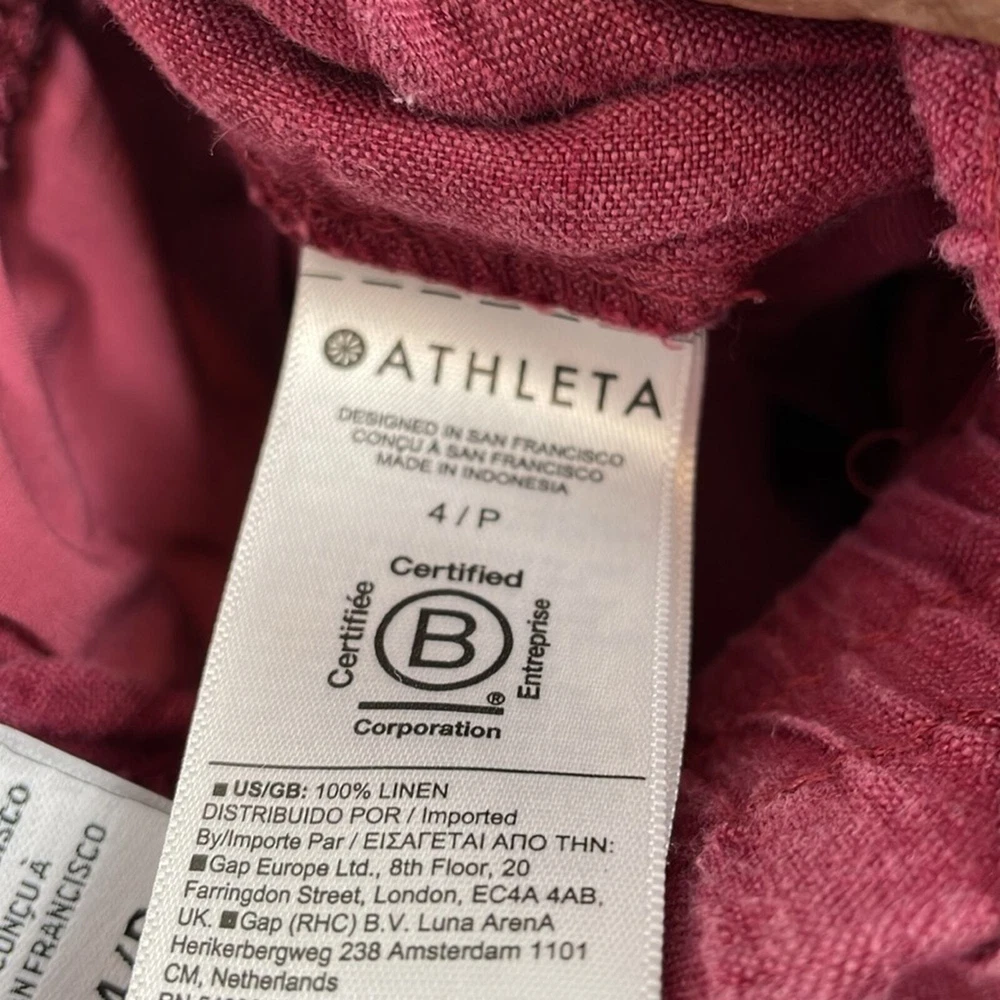 ATHLETA
DESIGNED IN SAN FRANCISCO
CONÇU À SAN FRANCISCO
MADE IN INDONESIA
4 / P
Certified
Certifiée
B
Entreprise
®
Corporation
■ US/GB: 100% LINEN
DISTRIBUIDO POR / Imported
By/Importe Par / ΕΙΣΑΓΕΤΑΙ ΑΠΟ ΤΗΝ:
■Gap Europe Ltd., 8th Floor, 20
Farringdon Street, London, EC4A 4AB,
UK. ■Gap (RHC) B.V. Luna ArenA
Herikerbergweg 238 Amsterdam 1101
CM, Netherlands
CONÇU À
N FRANCISCO